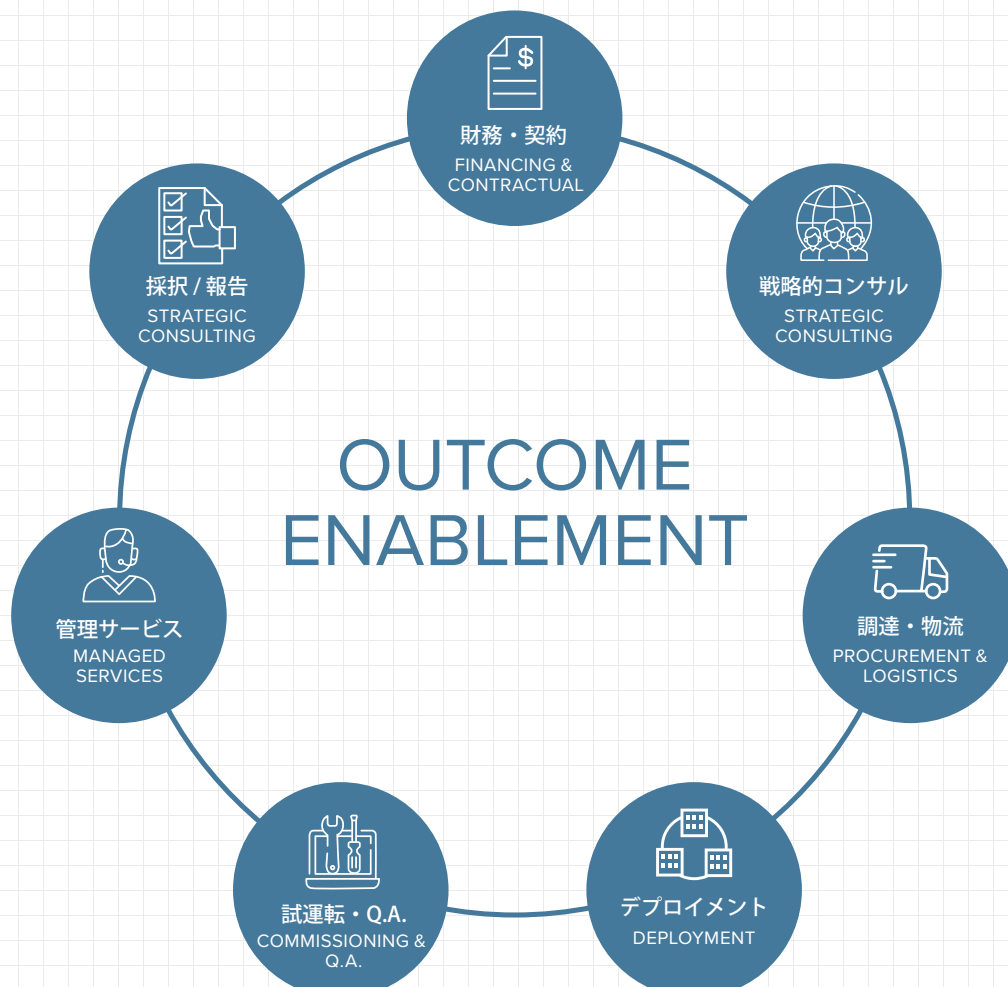 $
財務・契約
FINANCING &
CONTRACTUAL
採択 / 報告
STRATEGIC
CONSULTING
戦略的コンサル
STRATEGIC
CONSULTING
OUTCOME
ENABLEMENT
管理サービス
MANAGED
SERVICES
調達・物流
PROCUREMENT &
LOGISTICS
試運転・Q.A.
COMMISSIONING &
Q.A.
デプロイメント
DEPLOYMENT